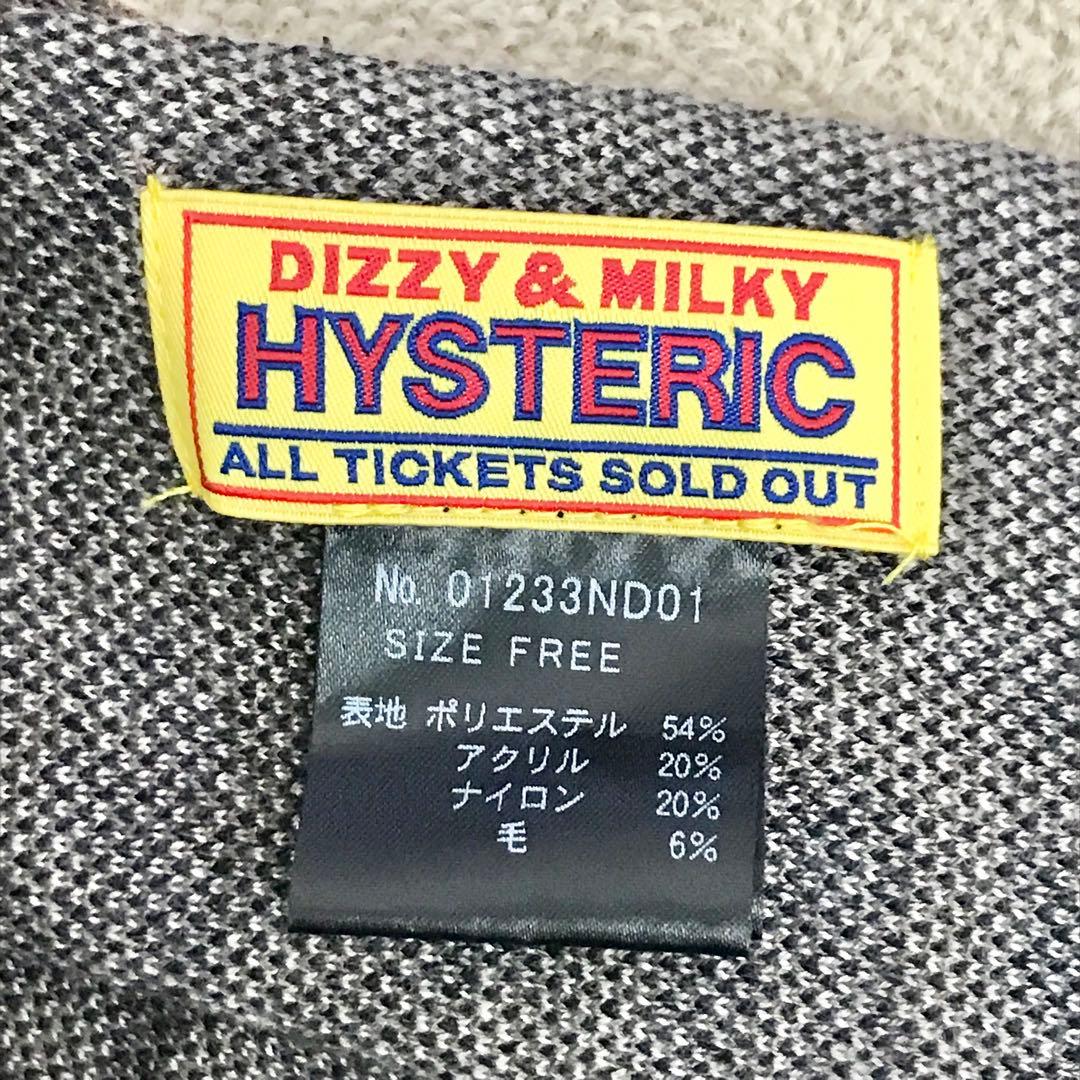 DIZZY & MILKY
HYSTERIC
ALL TICKETS SOLD OUT
No. 01233ND01
SIZE FREE
表地 ポリエステル 54%
アクリル 20%
ナイロン 20%
毛 6%